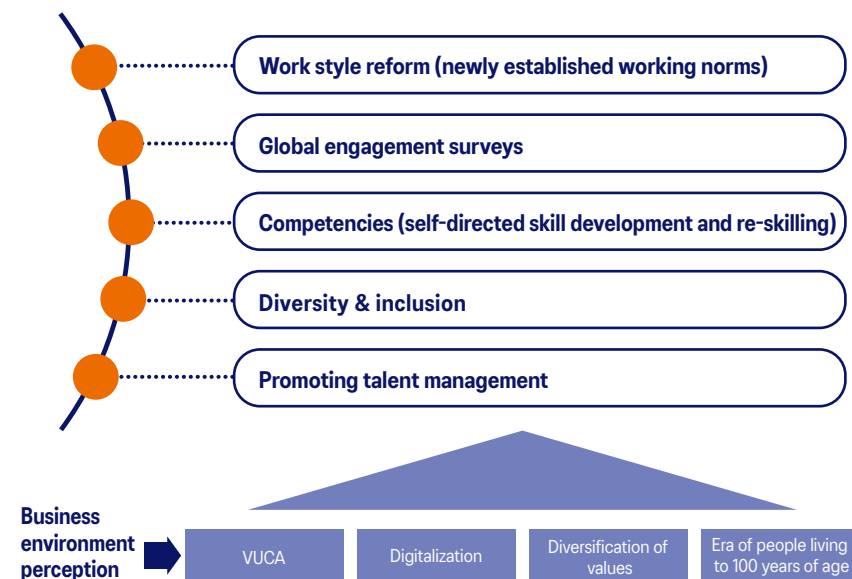 Work style reform (newly established working norms)
Global engagement surveys
Competencies (self-directed skill development and re-skilling)
Diversity & inclusion
Promoting talent management
Business
environment
perception
VUCA
Digitalization
Diversification of
values
Era of people living
to 100 years of age